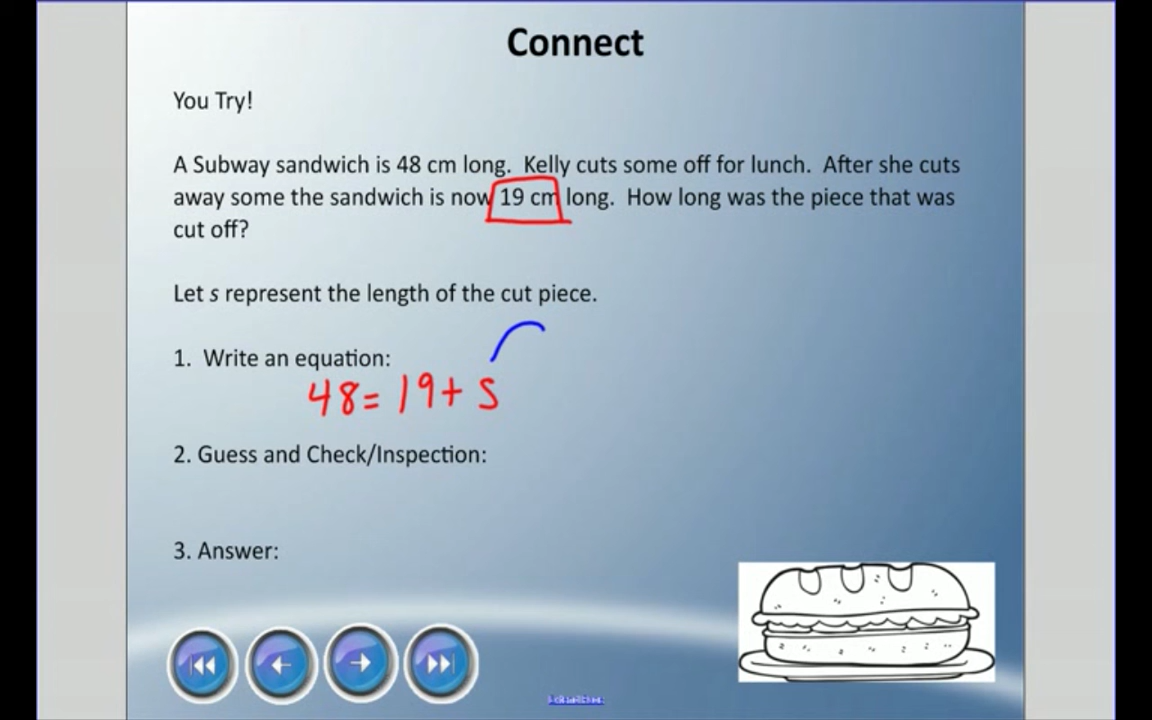 Connect
You Try!
A Subway sandwich is 48 cm long. Kelly cuts some off for lunch. After she cuts
away some the sandwich is now 19 cm long. How long was the piece that was
cut off?
Let s represent the length of the cut piece.
1. Write an equation:
48 = 19 + s
2. Guess and Check/Inspection:
3. Answer: